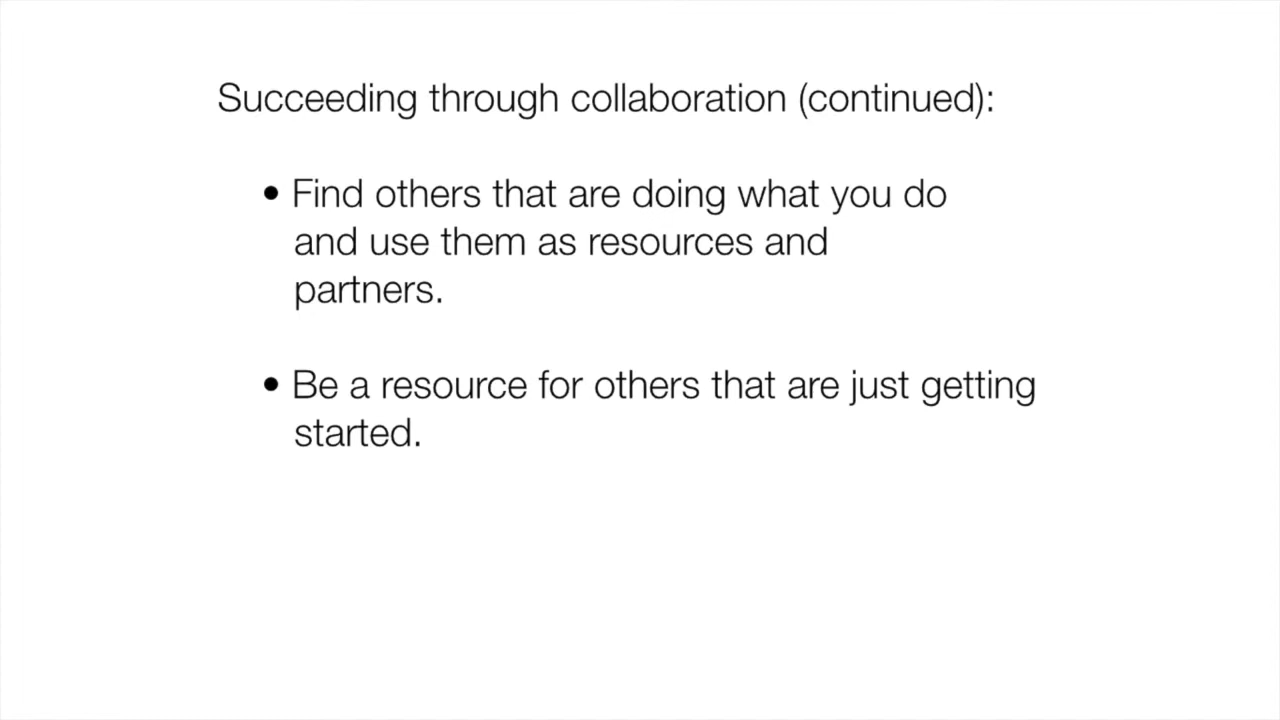 Succeeding through collaboration (continued):
• Find others that are doing what you do
and use them as resources and
partners.
• Be a resource for others that are just getting
started.